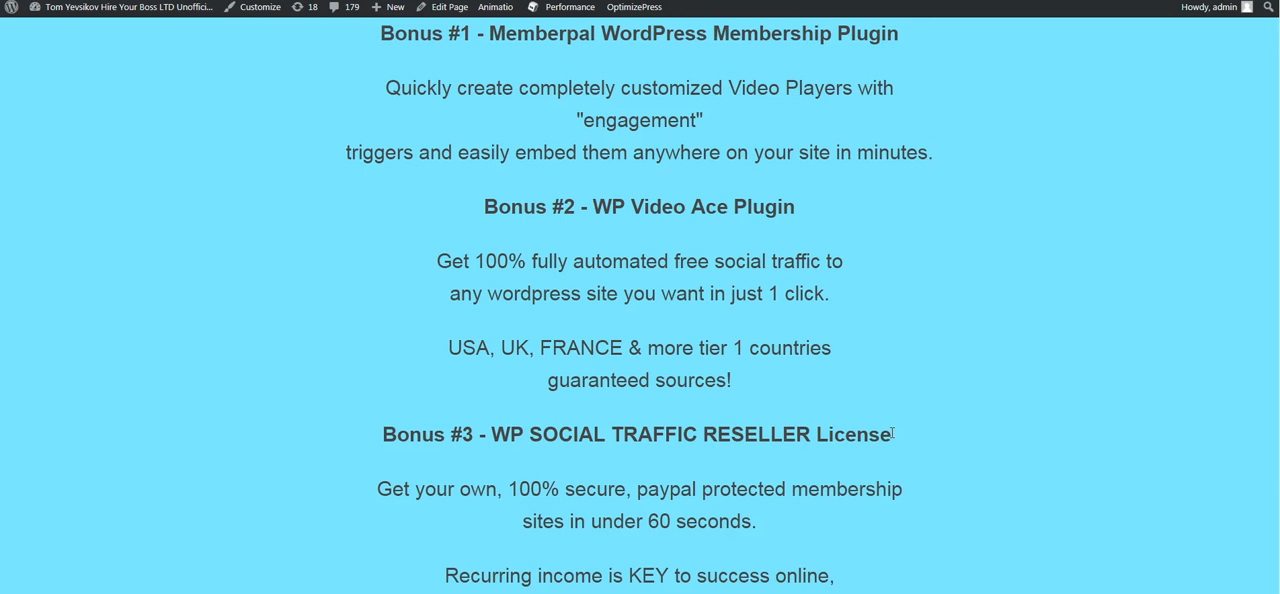 Tom Yevsikov Hire Your Boss LTD Unoffici... Customize 18 179 New Edit Page Animatio Performance OptimizePress Howdy, admin
Bonus #1 - Memberpal WordPress Membership Plugin
Quickly create completely customized Video Players with
"engagement"
triggers and easily embed them anywhere on your site in minutes.
Bonus #2 - WP Video Ace Plugin
Get 100% fully automated free social traffic to
any wordpress site you want in just 1 click.
USA, UK, FRANCE & more tier 1 countries
guaranteed sources!
Bonus #3 - WP SOCIAL TRAFFIC RESELLER License
Get your own, 100% secure, paypal protected membership
sites in under 60 seconds.
Recurring income is KEY to success online,